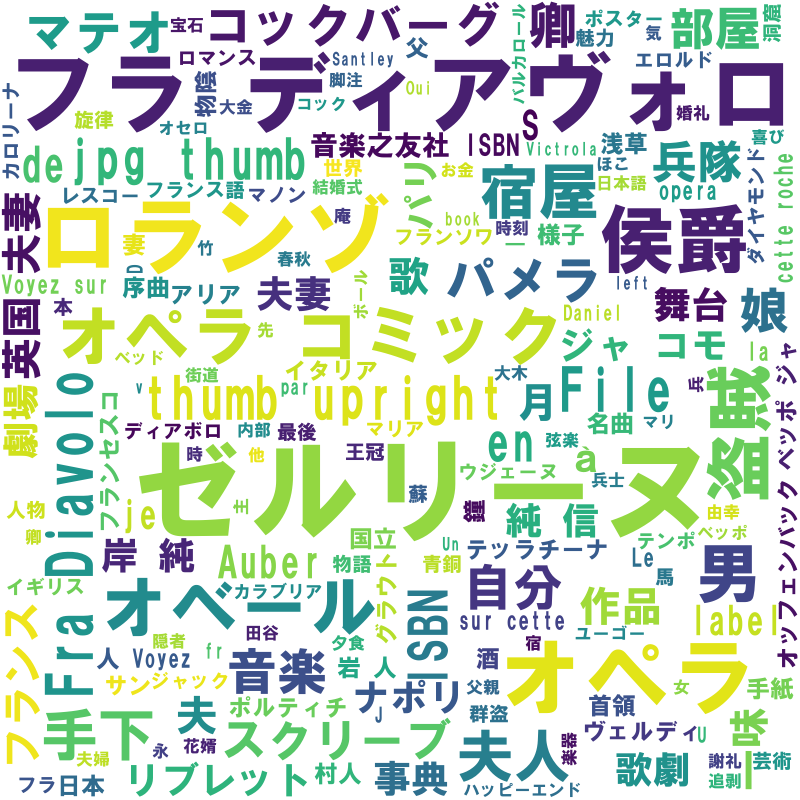 マテオ
宝石
コックバーグ
卿
ポスター
魅力
気
部屋
洞窟
ロマンス
Santley
父
バルカロール
エロルド
フラ ディアヴォロ
物陰
脚注
大金
コック
Oui
S
婚礼
カロリーナ
旋律
オセロ
音楽之友社
ISBN
Victrola
浅草
ほこ
兵隊
喜び
de
jpg thumb
世界
お金
日本語
opera
ダイヤモンド
cette roche
レスコー
フランス語
マノン
結婚式
パリ
宿屋
夫妻
ロランゾ
妻
竹
庵
book
時刻
フランソワ
一
様子
侯爵
春秋
Voyez sur
D
序曲
アリア
夫妻
歌
パメラ
left
本
ボール
舞台
娘
英国
オペラ コミック
先
Daniel
ジャ
コモ
la
ベッド
街道
イタリア
大木
ベッポ ジャ
劇場
v
thumb
par
upright
月
File
兵
盗賊
フランセスコ
ディアボロ
内部
最後
マリア
en
弦楽
名曲
マリ
時
他
王冠
ウジェーヌ
à
兵士
Fra Diavolo
ゼルリーヌ
人物
卿
je
主
蘇
鐘
純 信
由幸
テンポ
ベッポ
オッフェンバック
岸 純
Auber
国立
物語
青銅
Un
テッラチーナ
Le
馬
男
イギリス
オベール
カラブリア
グラウト
ISBN
自分
作品
label
sur cette
ユーゴー
フランス
隠者
田谷
夕食
宿
人
Voyez
fr
音楽
岩
人
酒
オペラ
サン
ジャック
ナポリ
父親
女
手紙
手下
夫
ポルティチ
J
群盗
首領
味
花婿
スクリーブ
夫人
ヴェルディ
U
夫婦
永
楽器
歌劇
謝礼
芸術
フラ
日本
リブレット
村人
事典
ハッピーエンド
追剥